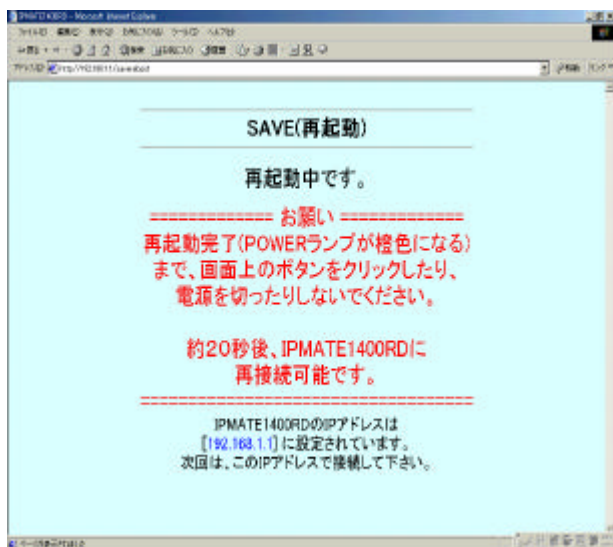 SAVE(再起動)
再起動中です。
============= お願い =============
再起動完了(POWERランプが橙色になる)
まで、画面上のボタンをクリックしたり、
電源を切ったりしないでください。
約20秒後、IPMATE1400RDに
再接続可能です。
===================================
IPMATE1400RDのIPアドレスは
[192.168.1.1]に設定されています。
次回は、このIPアドレスで接続して下さい。